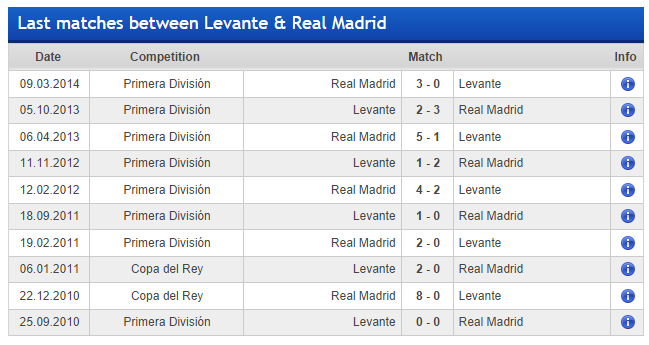 Last matches between Levante & Real Madrid
Date Competition Match Info
09.03.2014 Primera División Real Madrid 3 - 0 Levante
05.10.2013 Primera División Levante 2 - 3 Real Madrid
06.04.2013 Primera División Real Madrid 5 - 1 Levante
11.11.2012 Primera División Levante 1 - 2 Real Madrid
12.02.2012 Primera División Real Madrid 4 - 2 Levante
18.09.2011 Primera División Levante 1 - 0 Real Madrid
19.02.2011 Primera División Real Madrid 2 - 0 Levante
06.01.2011 Copa del Rey Levante 2 - 0 Real Madrid
22.12.2010 Copa del Rey Real Madrid 8 - 0 Levante
25.09.2010 Primera División Levante 0 - 0 Real Madrid